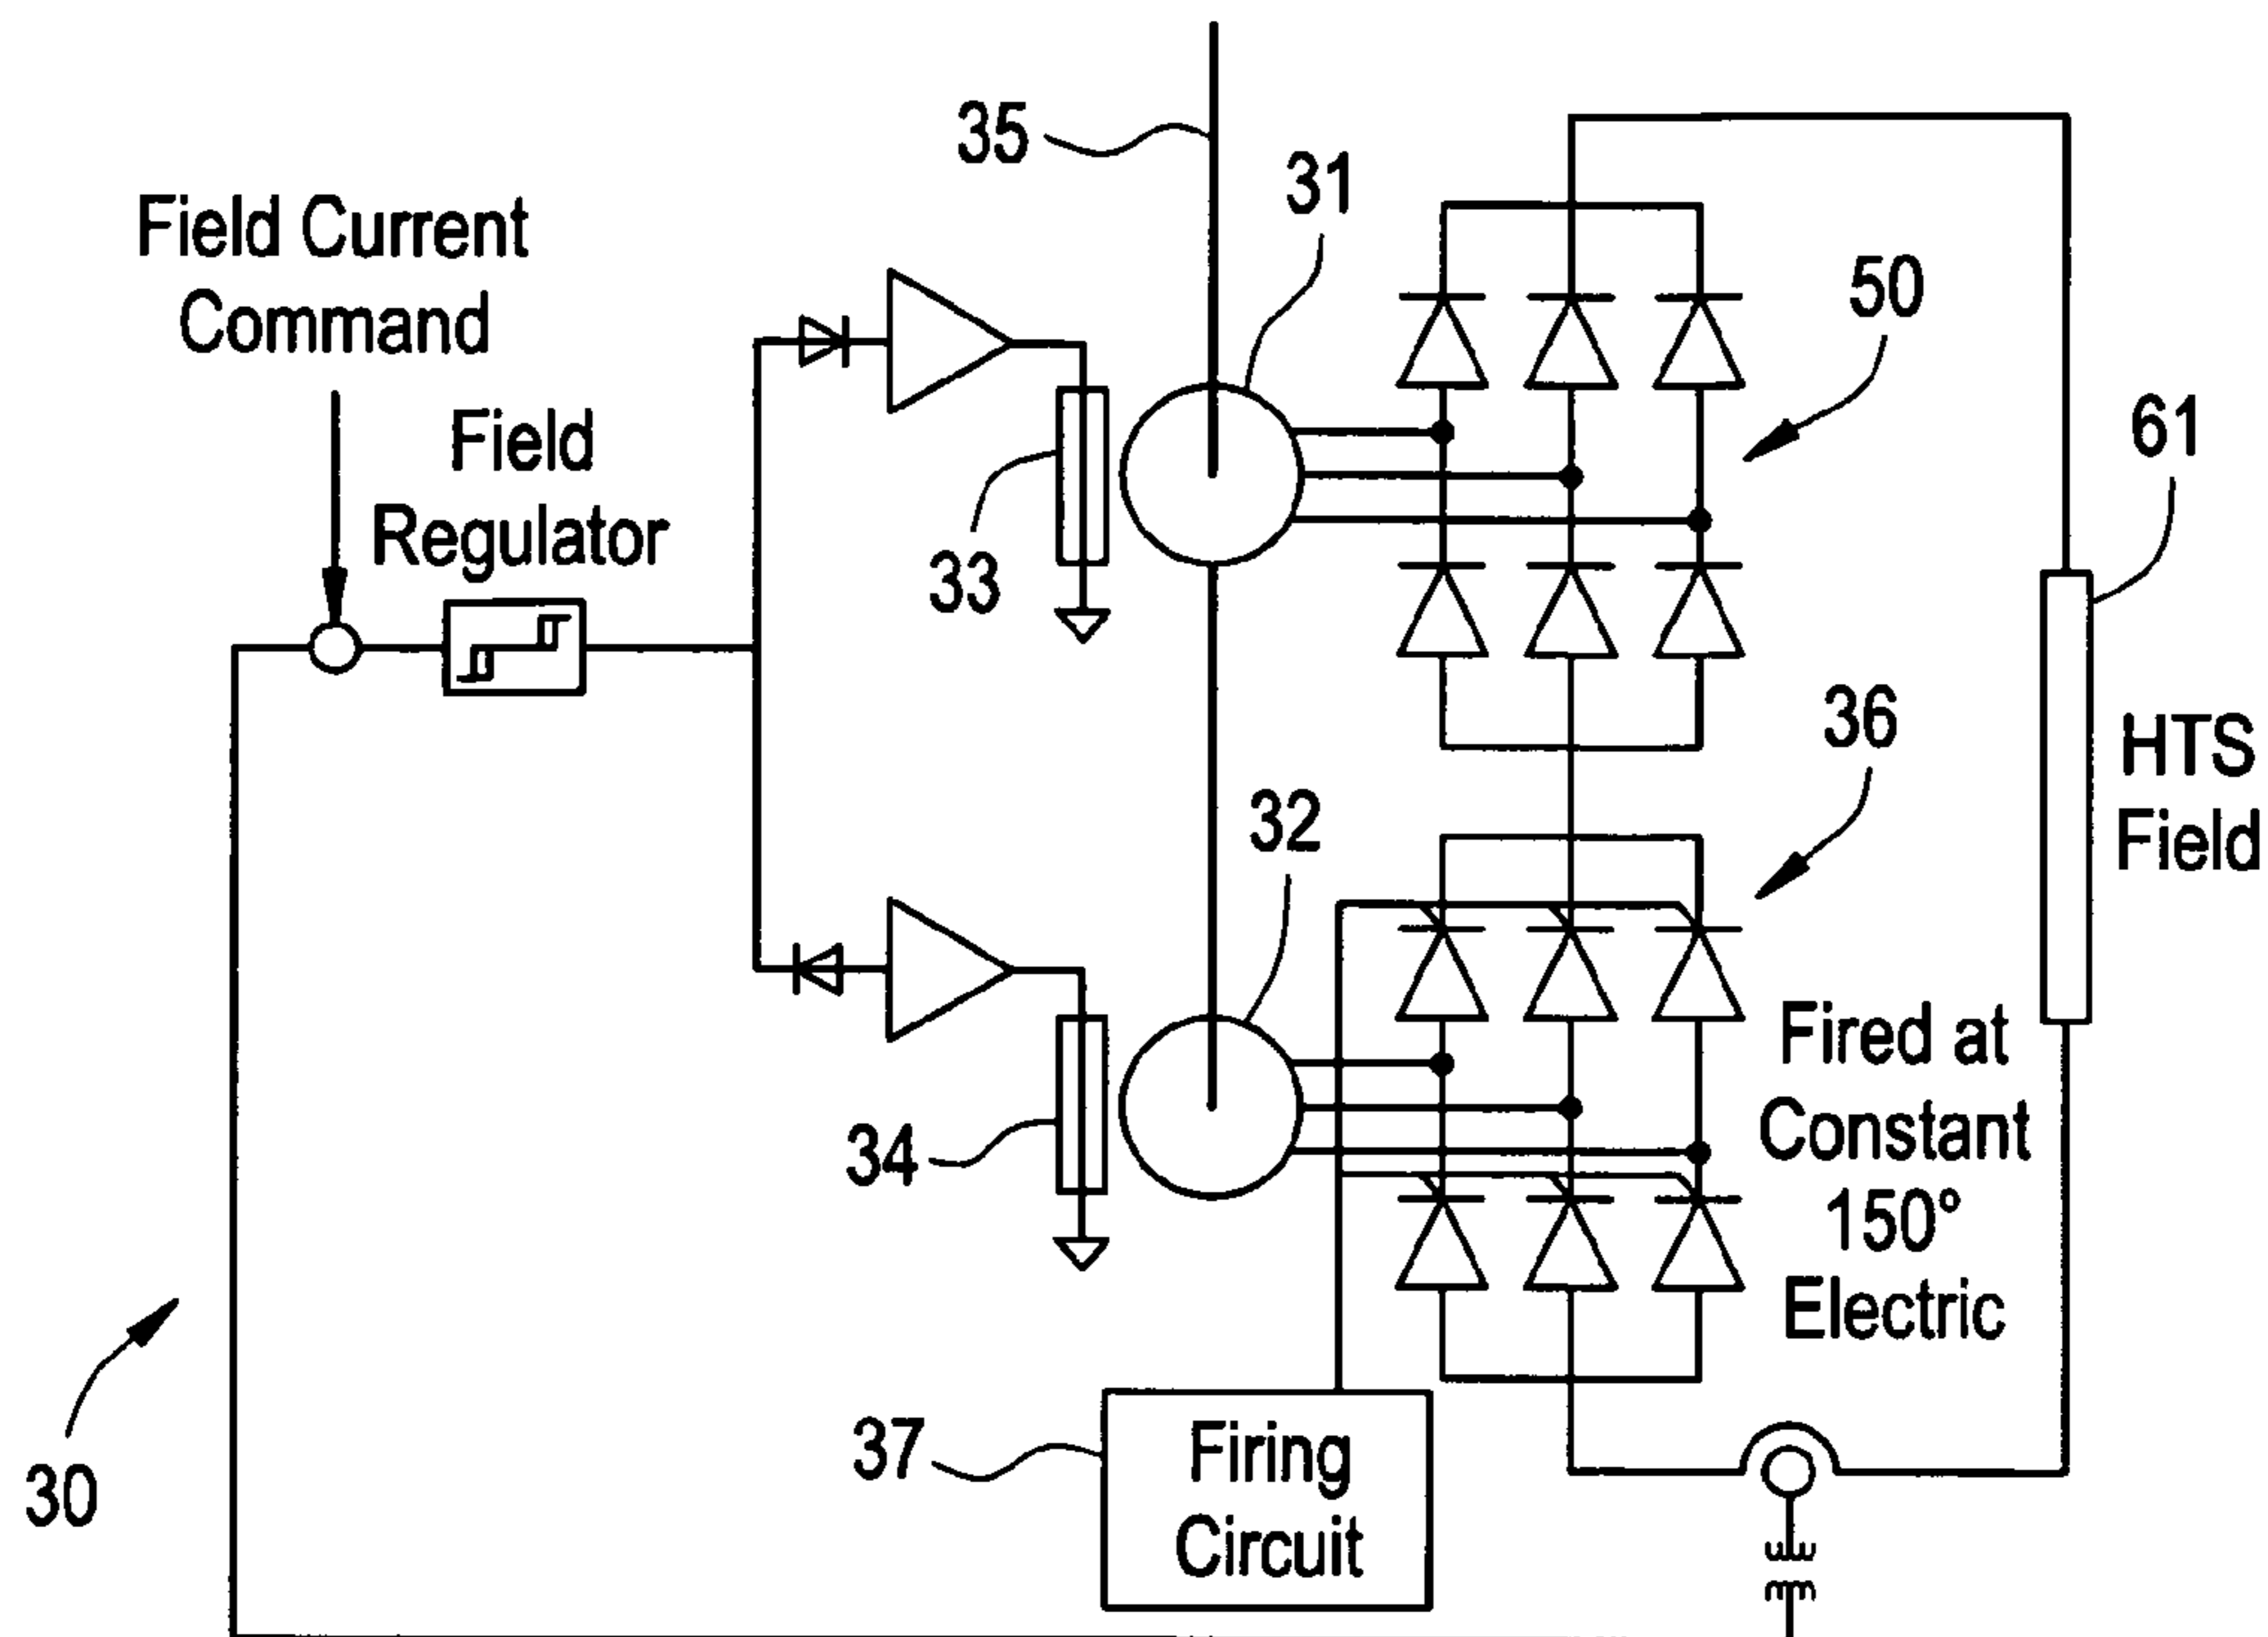 35
31
Field Current
Command
50
Field
Regulator
61
33
36
HTS
Field
32
34
Fired at
Constant
150°
Electric
37
Firing
Circuit
30